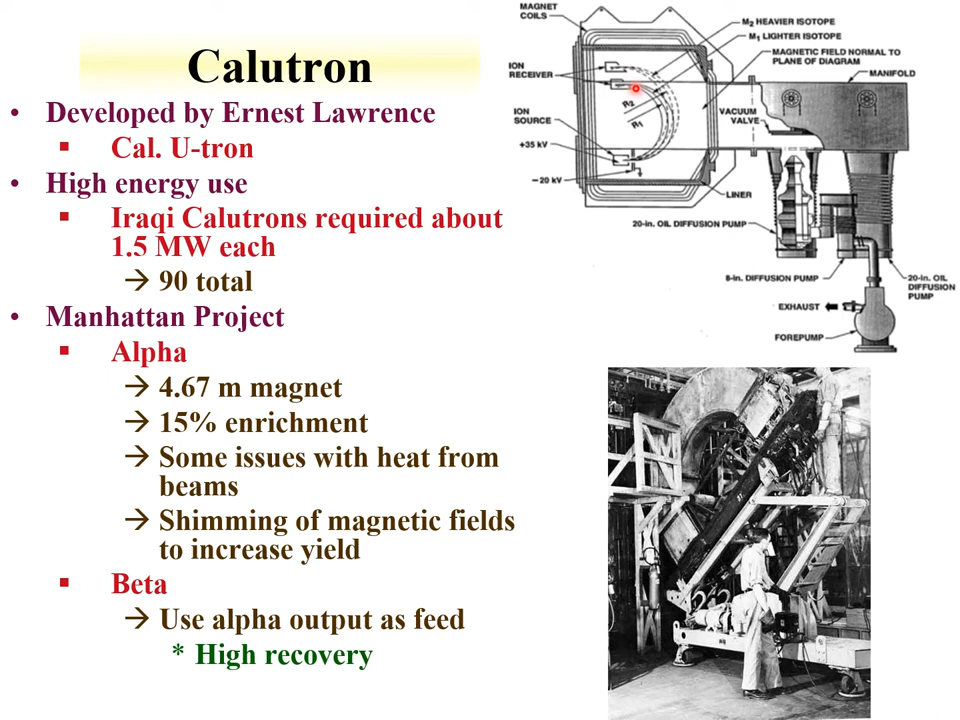 Calutron
• Developed by Ernest Lawrence
▪ Cal. U-tron
• High energy use
▪ Iraqi Calutrons required about
1.5 MW each
→ 90 total
• Manhattan Project
▪ Alpha
→ 4.67 m magnet
→ 15% enrichment
→ Some issues with heat from
beams
→ Shimming of magnetic fields
to increase yield
▪ Beta
→ Use alpha output as feed
* High recovery
MAGNET
COILS
M₂ HEAVIER ISOTOPE
M₁ LIGHTER ISOTOPE
MAGNETIC FIELD NORMAL TO
PLANE OF DIAGRAM
MANIFOLD
ION
RECEIVER
R₂
R₁
ION
SOURCE
VACUUM
VALVE
+35 kV
−20 kV
LINER
20-in. OIL DIFFUSION PUMP
8-in. DIFFUSION PUMP
20-in. OIL
DIFFUSION
PUMP
EXHAUST
FOREPUMP